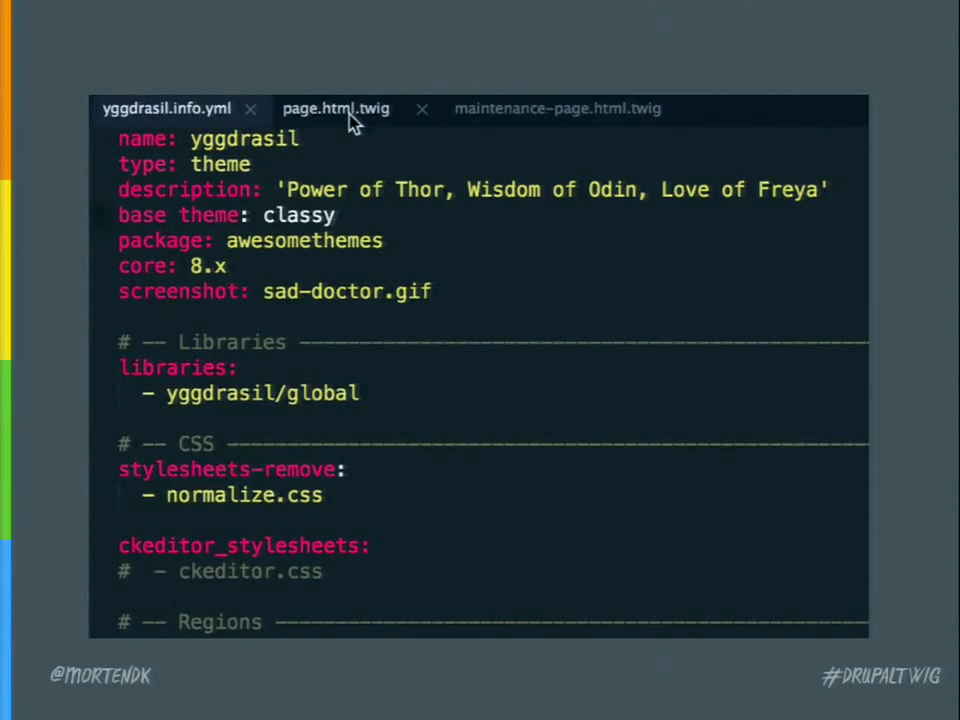 yggdrasil.info.yml × page.html.twig × maintenance-page.html.twig
name: yggdrasil
type: theme
description: 'Power of Thor, Wisdom of Odin, Love of Freya'
base theme: classy
package: awesomethemes
core: 8.x
screenshot: sad-doctor.gif
# -- Libraries
libraries:
- yggdrasil/global
# -- CSS
stylesheets-remove:
- normalize.css
ckeditor_stylesheets:
# - ckeditor.css
# -- Regions
@MORTENDK #DRUPALTWIG